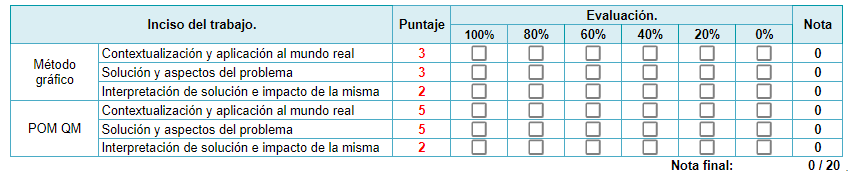 Inciso del trabajo. Puntaje Evaluación. Nota
100% 80% 60% 40% 20% 0%
Método gráfico Contextualización y aplicación al mundo real 3 0
Solución y aspectos del problema 3 0
Interpretación de solución e impacto de la misma 2 0
POM QM Contextualización y aplicación al mundo real 5 0
Solución y aspectos del problema 5 0
Interpretación de solución e impacto de la misma 2 0
Nota final: 0 / 20